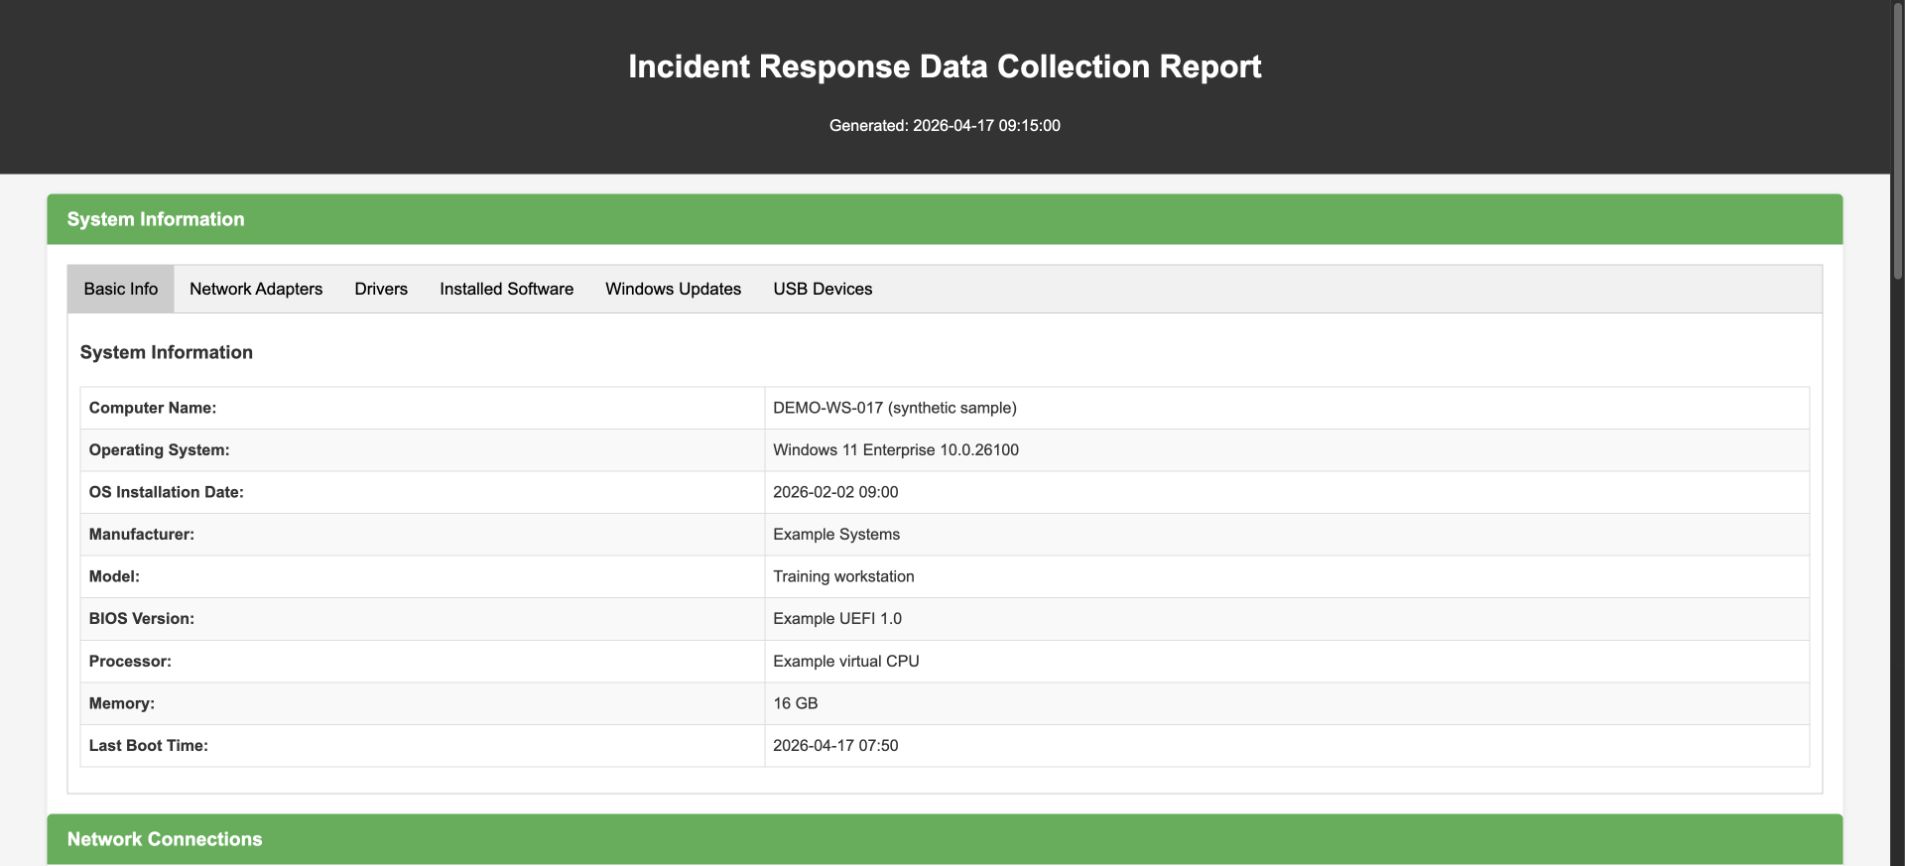 Incident Response Data Collection Report
Generated: 2026-04-17 09:15:00
System Information
Basic Info Network Adapters Drivers Installed Software Windows Updates USB Devices
System Information
Computer Name: DEMO-WS-017 (synthetic sample)
Operating System: Windows 11 Enterprise 10.0.26100
OS Installation Date: 2026-02-02 09:00
Manufacturer: Example Systems
Model: Training workstation
BIOS Version: Example UEFI 1.0
Processor: Example virtual CPU
Memory: 16 GB
Last Boot Time: 2026-04-17 07:50
Network Connections